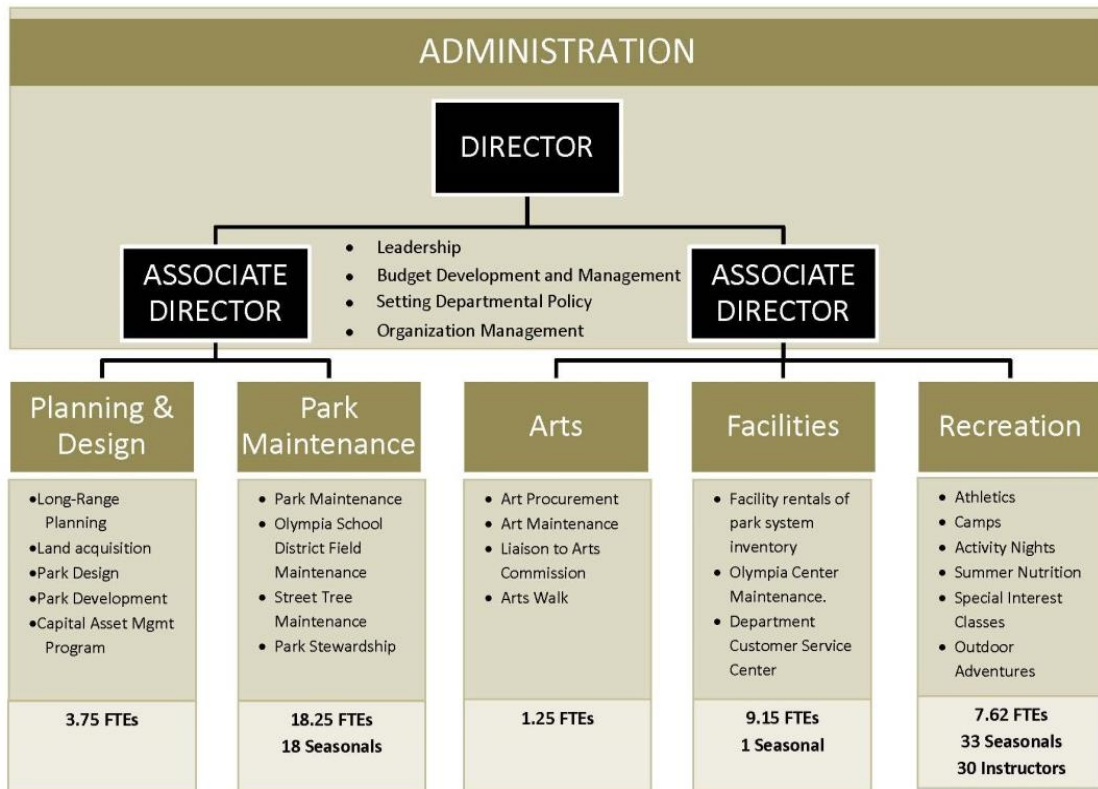 ADMINISTRATION
DIRECTOR
ASSOCIATE
DIRECTOR
• Leadership
• Budget Development and Management
• Setting Departmental Policy
• Organization Management
ASSOCIATE
DIRECTOR
Planning &
Design
•Long-Range
Planning
•Land acquisition
•Park Design
•Park Development
•Capital Asset Mgmt
Program
3.75 FTEs
Park
Maintenance
• Park Maintenance
• Olympia School
District Field
Maintenance
• Street Tree
Maintenance
• Park Stewardship
18.25 FTEs
18 Seasonals
Arts
• Art Procurement
• Art Maintenance
• Liaison to Arts
Commission
• Arts Walk
1.25 FTEs
Facilities
• Facility rentals of
park system
inventory
• Olympia Center
Maintenance.
• Department
Customer Service
Center
9.15 FTEs
1 Seasonal
Recreation
• Athletics
• Camps
• Activity Nights
• Summer Nutrition
• Special Interest
Classes
• Outdoor
Adventures
7.62 FTEs
33 Seasonals
30 Instructors